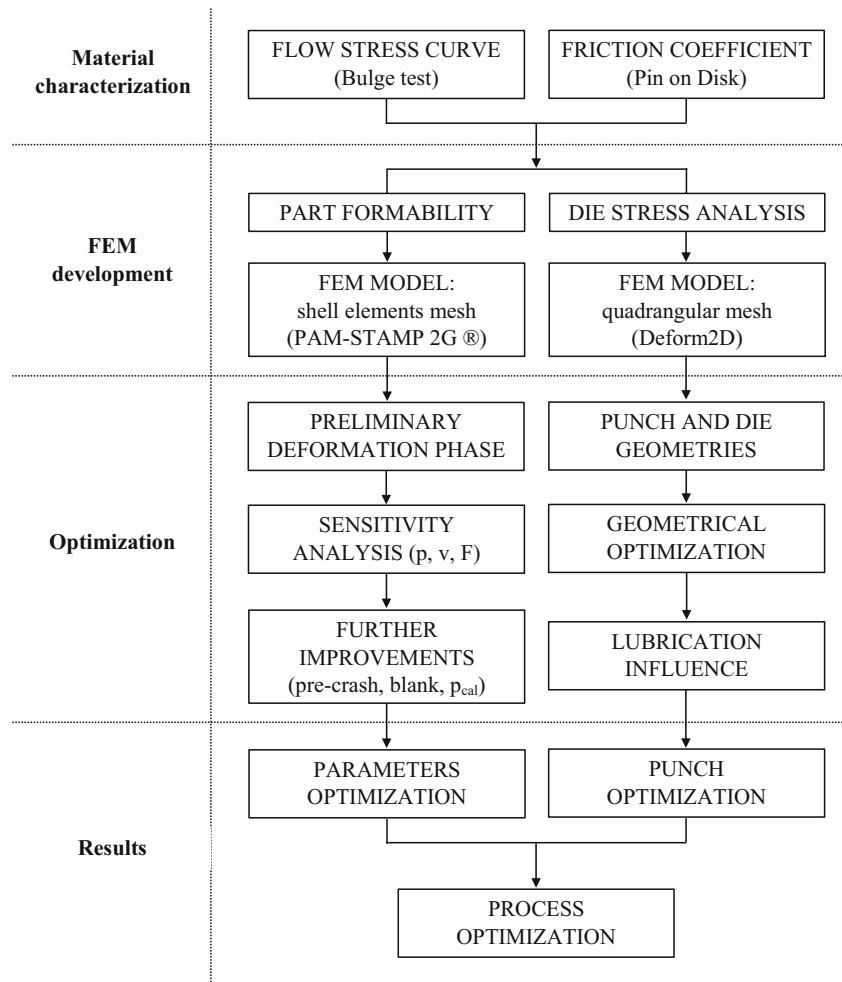 Material
characterization
FLOW STRESS CURVE
(Bulge test)
FRICTION COEFFICIENT
(Pin on Disk)
FEM
development
PART FORMABILITY
DIE STRESS ANALYSIS
FEM MODEL:
shell elements mesh
(PAM-STAMP 2G ®)
FEM MODEL:
quadrangular mesh
(Deform2D)
Optimization
PRELIMINARY
DEFORMATION PHASE
PUNCH AND DIE
GEOMETRIES
SENSITIVITY
ANALYSIS (p, v, F)
GEOMETRICAL
OPTIMIZATION
FURTHER
IMPROVEMENTS
(pre-crash, blank, pcal)
LUBRICATION
INFLUENCE
Results
PARAMETERS
OPTIMIZATION
PUNCH
OPTIMIZATION
PROCESS
OPTIMIZATION